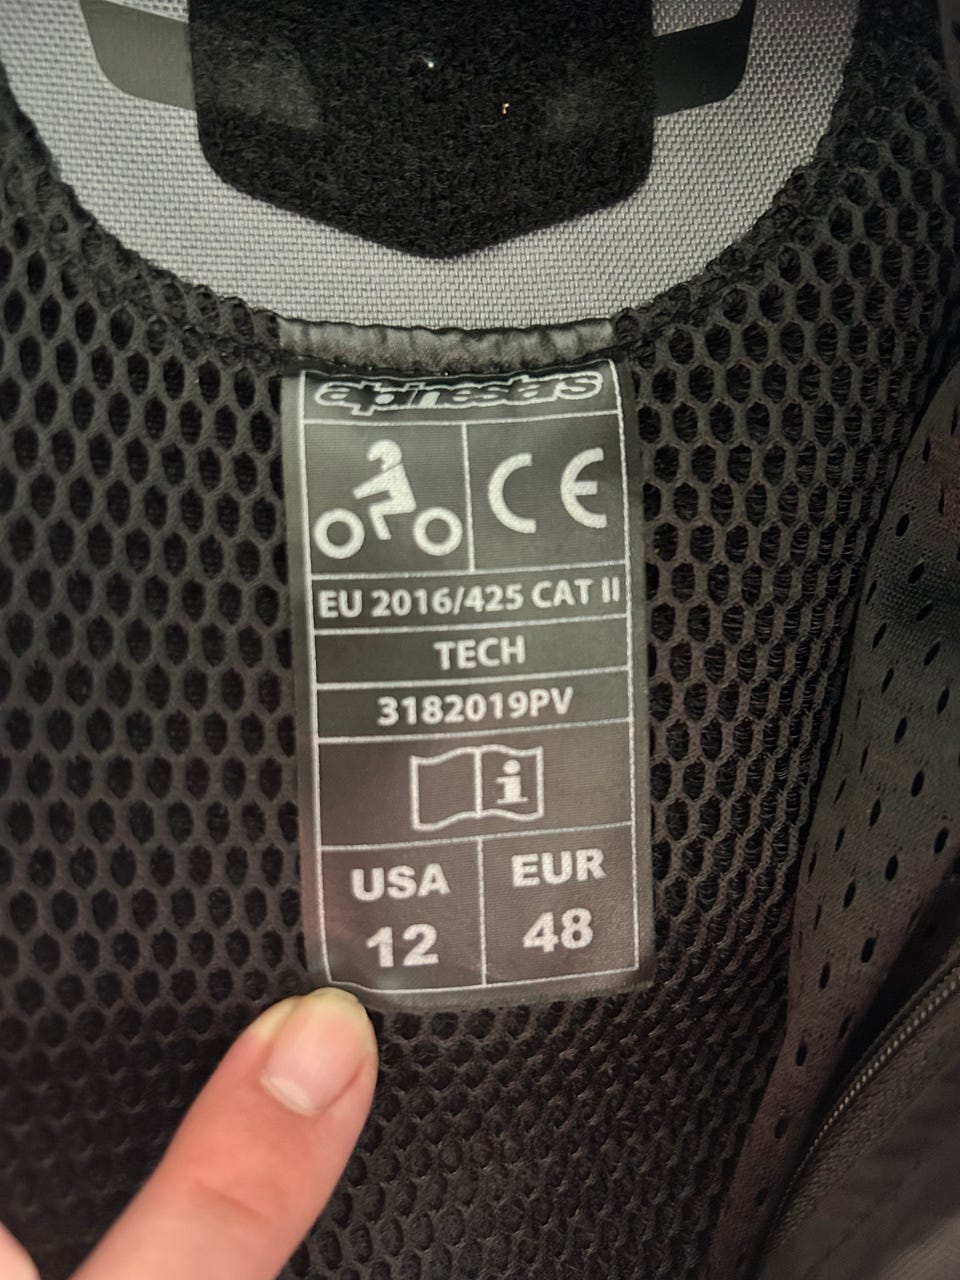 alpinestars
CE
EU 2016/425 CAT II
TECH
3182019PV
i
USA EUR
12 48